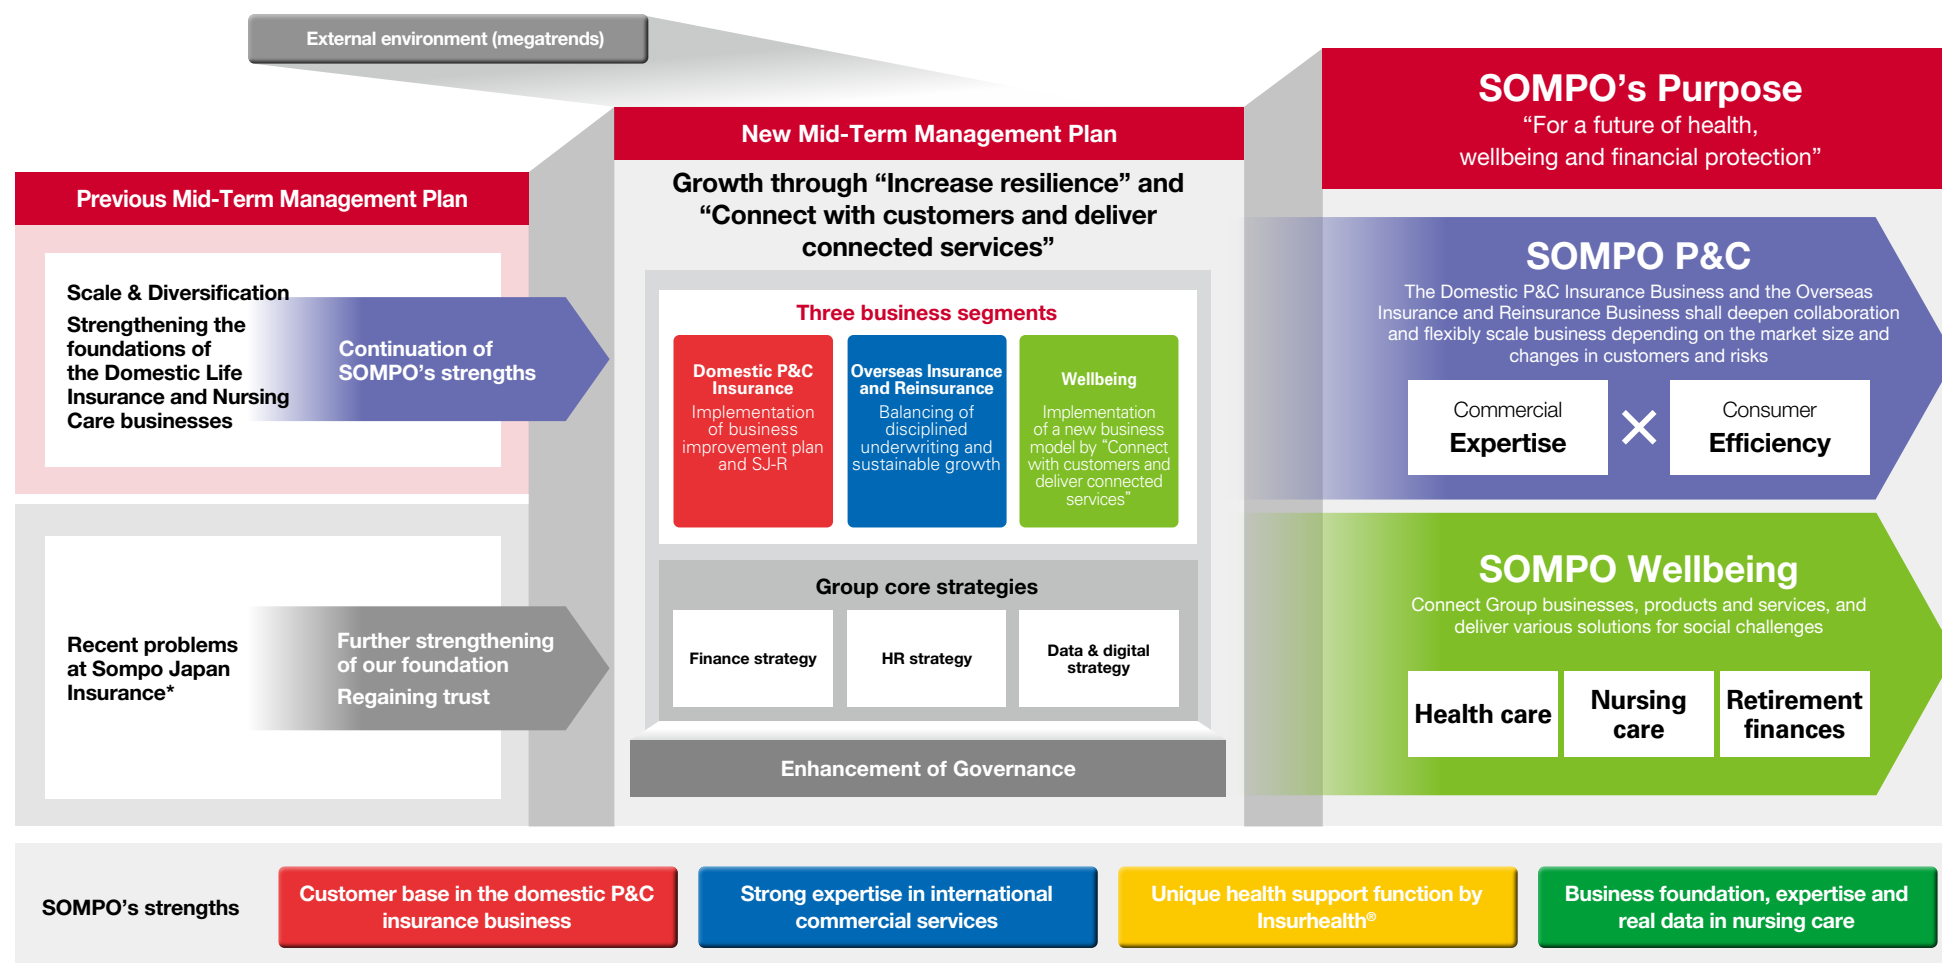 External environment (megatrends)
Previous Mid-Term Management Plan
Scale & Diversification
Strengthening the
foundations of
the Domestic Life
Insurance and Nursing
Care businesses
Continuation of
SOMPO's strengths
Recent problems
at Sompo Japan
Insurance*
Further strengthening
of our foundation
Regaining trust
New Mid-Term Management Plan
Growth through “Increase resilience” and
“Connect with customers and deliver
connected services”
Three business segments
Domestic P&C
Insurance
Implementation
of business
improvement plan
and SJ-R
Overseas Insurance
and Reinsurance
Balancing of
disciplined
underwriting and
sustainable growth
Wellbeing
Implementation
of a new business
model by “Connect
with customers and
deliver connected
services”
Group core strategies
Finance strategy
HR strategy
Data & digital
strategy
Enhancement of Governance
SOMPO's Purpose
“For a future of health,
wellbeing and financial protection”
SOMPO P&C
The Domestic P&C Insurance Business and the Overseas
Insurance and Reinsurance Business shall deepen collaboration
and flexibly scale business depending on the market size and
changes in customers and risks
Commercial
Expertise
×
Consumer
Efficiency
SOMPO Wellbeing
Connect Group businesses, products and services, and
deliver various solutions for social challenges
Health care
Nursing
care
Retirement
finances
SOMPO's strengths
Customer base in the domestic P&C
insurance business
Strong expertise in international
commercial services
Unique health support function by
Insurhealth®
Business foundation, expertise and
real data in nursing care